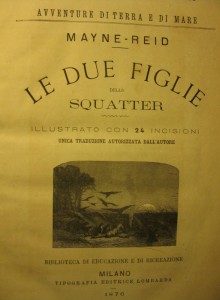 AVVENTURE DI TERRA E DI MARE
MAYNE-REID
LE DUE FIGLIE
DELLO
SQUATTER
ILLUSTRATO CON 24 INCISIONI
UNICA TRADUZIONE AUTORIZZATA DALL'AUTORE
BIBLIOTECA DI EDUCAZIONE E DI RICREAZIONE
MILANO
TIPOGRAFIA EDITRICE LOMBARDA